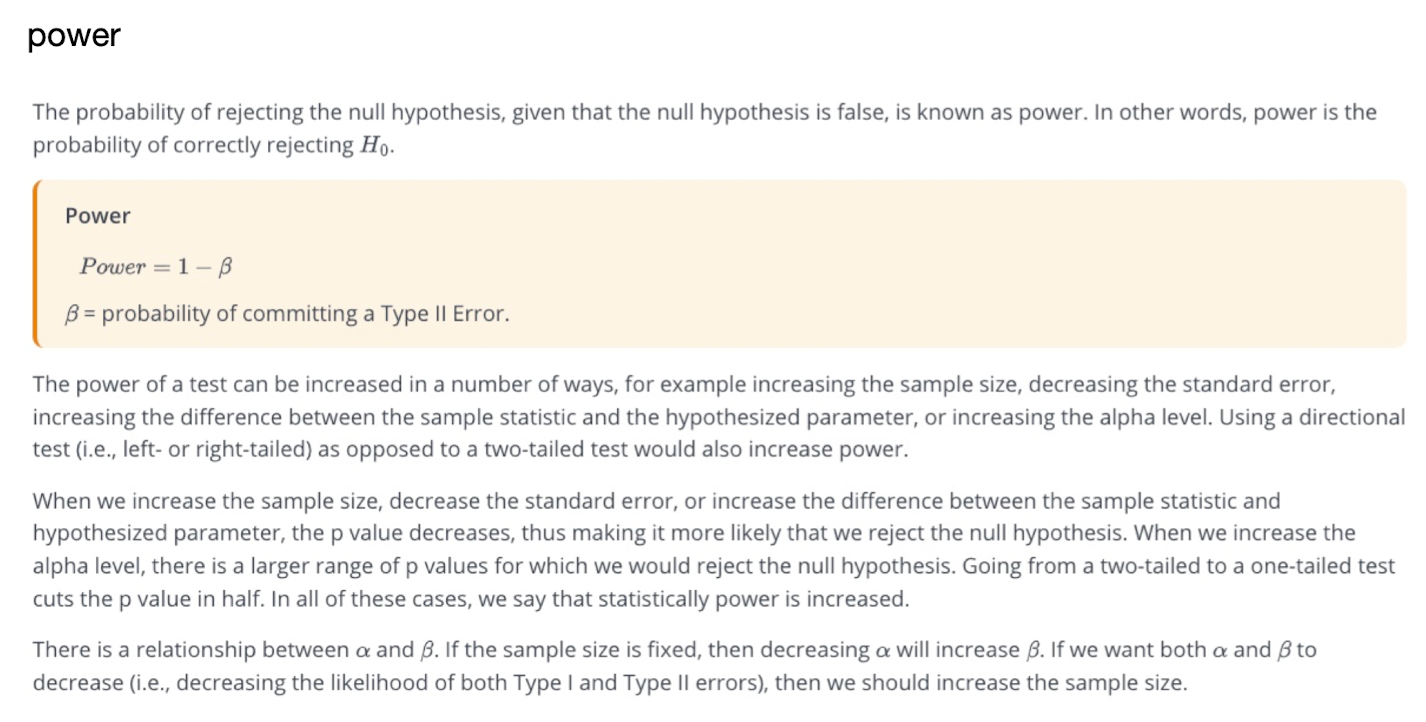 power
The probability of rejecting the null hypothesis, given that the null hypothesis is false, is known as power. In other words, power is the
probability of correctly rejecting H₀.
Power
Power = 1 − β
β = probability of committing a Type II Error.
The power of a test can be increased in a number of ways, for example increasing the sample size, decreasing the standard error,
increasing the difference between the sample statistic and the hypothesized parameter, or increasing the alpha level. Using a directional
test (i.e., left- or right-tailed) as opposed to a two-tailed test would also increase power.
When we increase the sample size, decrease the standard error, or increase the difference between the sample statistic and
hypothesized parameter, the p value decreases, thus making it more likely that we reject the null hypothesis. When we increase the
alpha level, there is a larger range of p values for which we would reject the null hypothesis. Going from a two-tailed to a one-tailed test
cuts the p value in half. In all of these cases, we say that statistically power is increased.
There is a relationship between α and β. If the sample size is fixed, then decreasing α will increase β. If we want both α and β to
decrease (i.e., decreasing the likelihood of both Type I and Type II errors), then we should increase the sample size.